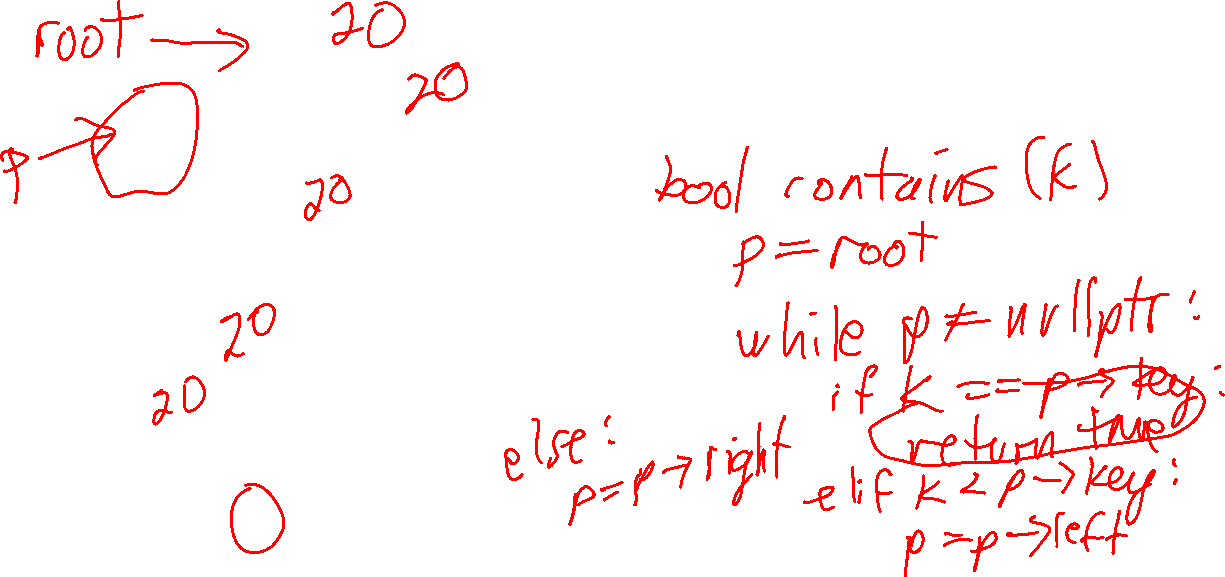 root → 20
20
p →
20
20
20
bool contains (k)
p = root
while p ≠ nullptr :
if k == p → key :
return true
elif k < p → key :
p = p → left
else :
p = p → right